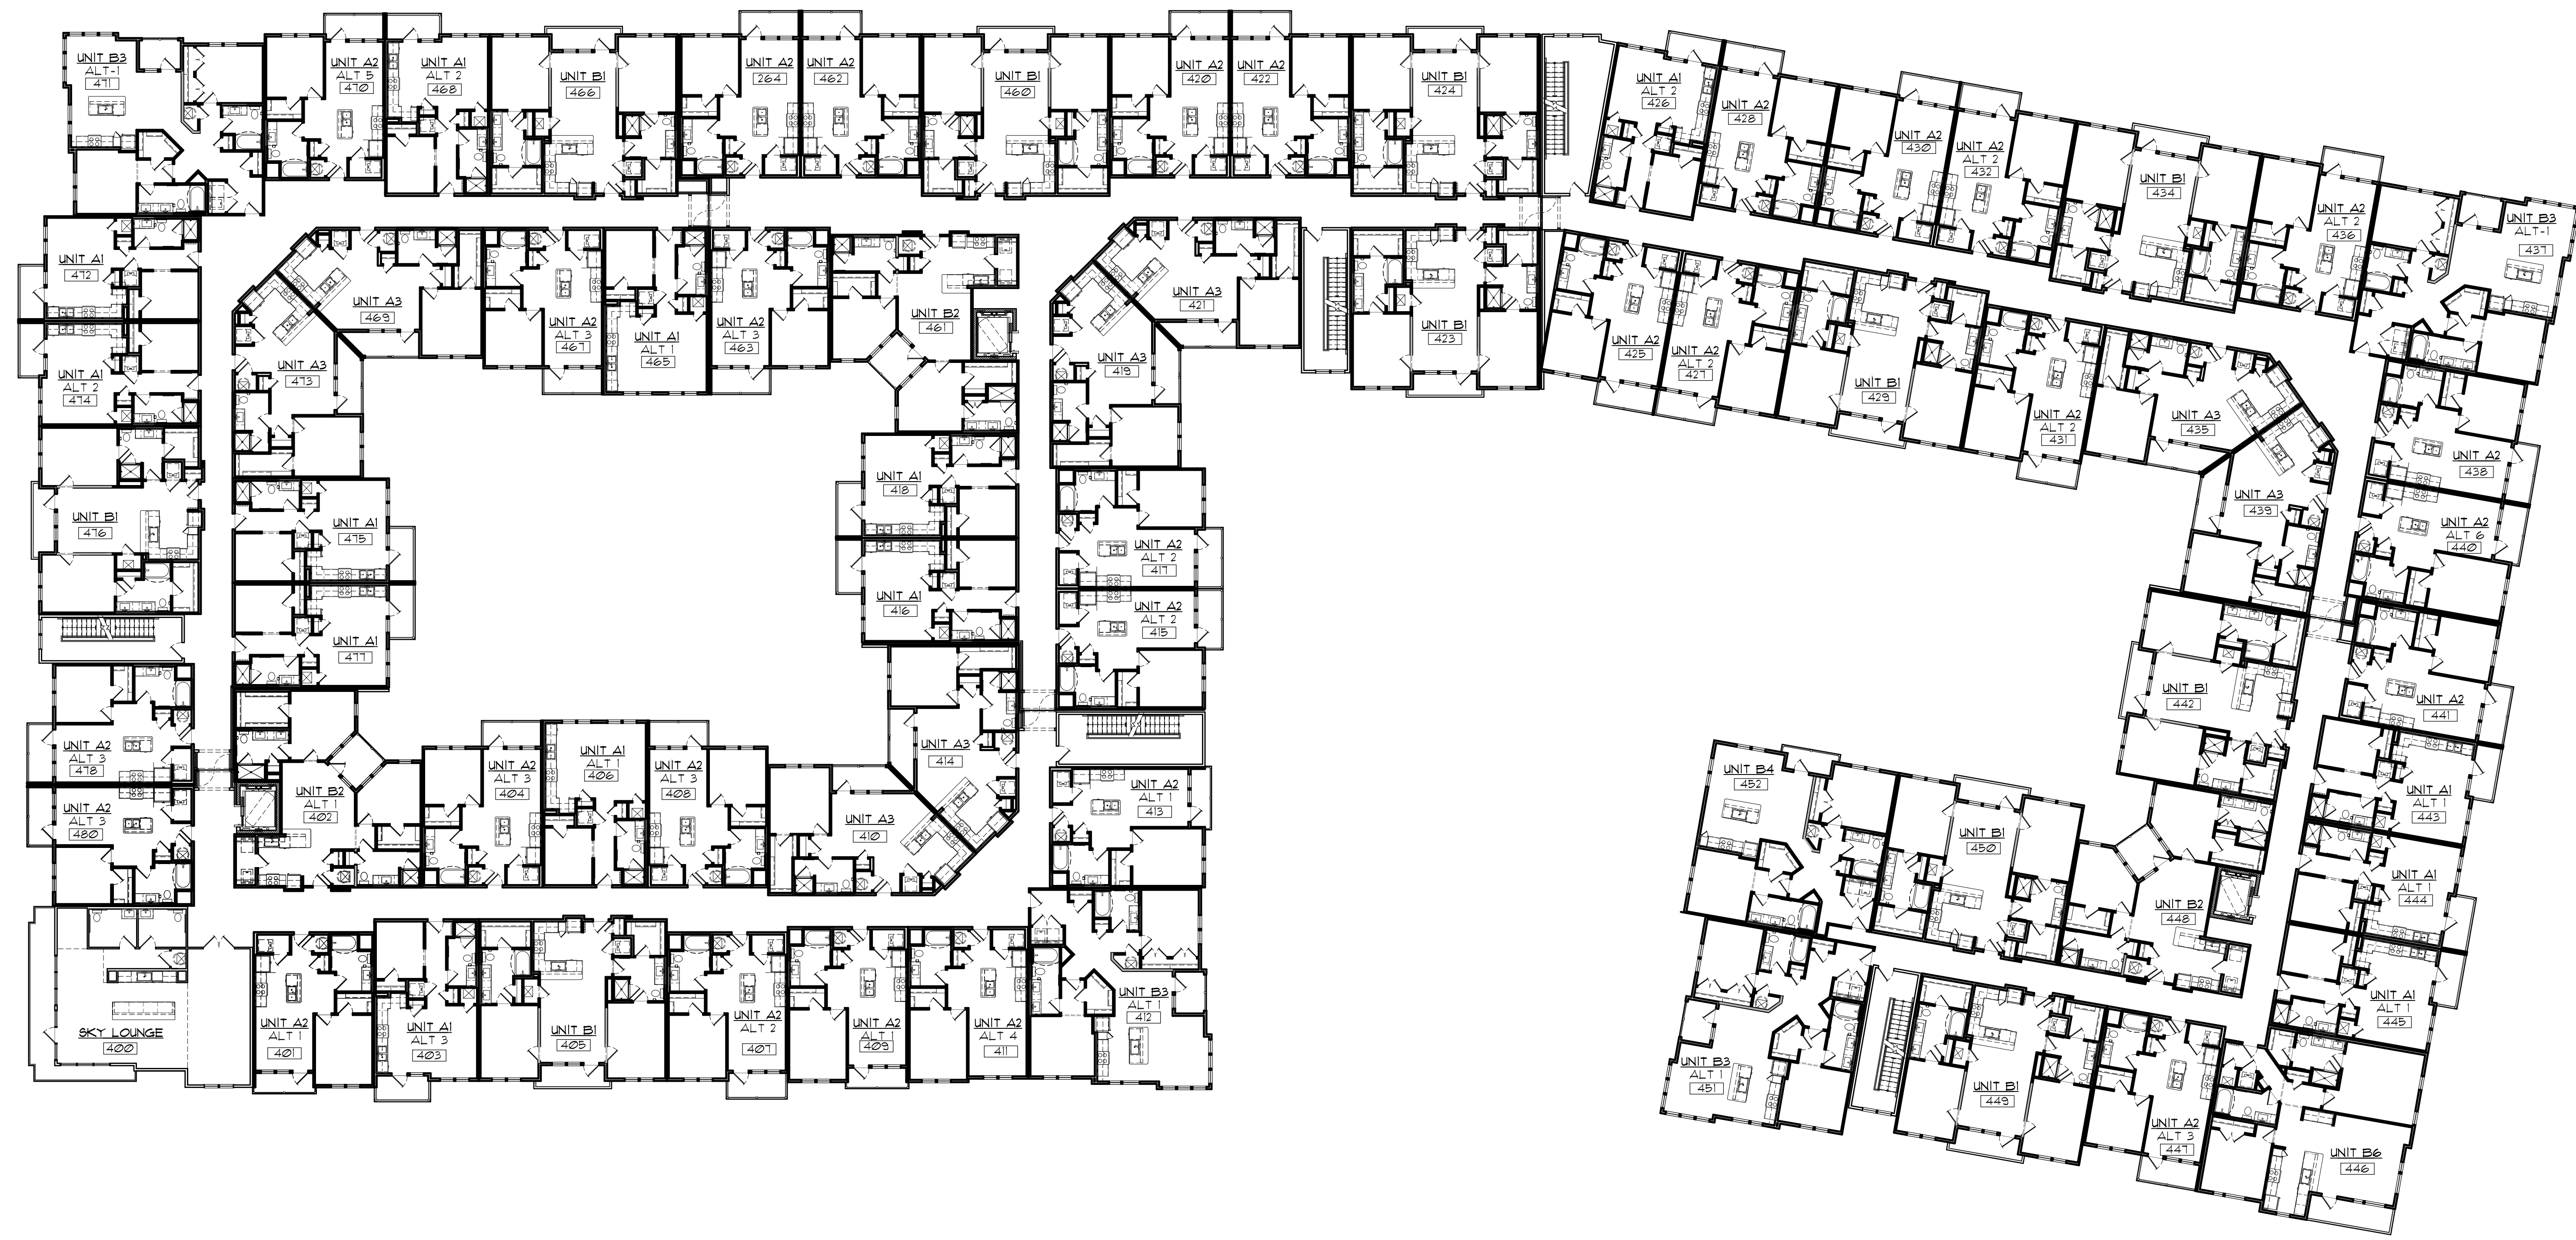 UNIT B3
ALT-1
471
UNIT A2
ALT 5
470
UNIT A1
ALT 2
468
UNIT B1
466
UNIT A2
264
UNIT A2
462
UNIT B1
460
UNIT A2
420
UNIT A2
422
UNIT B1
424
UNIT A1
ALT 2
426
UNIT A2
428
UNIT A2
430
UNIT A2
ALT 2
432
UNIT B1
434
UNIT A2
ALT 2
436
UNIT B3
ALT-1
437
UNIT A1
472
UNIT A1
ALT 2
474
UNIT B1
476
UNIT A2
ALT 3
478
UNIT A2
ALT 3
480
SKY LOUNGE
400
UNIT A3
469
UNIT A3
473
UNIT A2
ALT 3
467
UNIT A1
ALT 1
465
UNIT A2
ALT 3
463
UNIT B2
461
UNIT A1
475
UNIT A1
477
UNIT A1
418
UNIT A1
416
UNIT A3
414
UNIT B2
ALT 1
402
UNIT A2
ALT 3
404
UNIT A1
ALT 1
406
UNIT A2
ALT 3
408
UNIT A3
410
UNIT A2
ALT 1
401
UNIT A1
ALT 3
403
UNIT B1
405
UNIT A2
ALT 2
407
UNIT A2
ALT 1
409
UNIT A2
ALT 4
411
UNIT B3
ALT 1
412
UNIT A3
421
UNIT A3
419
UNIT A2
ALT 2
417
UNIT A2
ALT 2
415
UNIT A2
ALT 1
413
UNIT B1
423
UNIT A2
425
UNIT A2
ALT 2
427
UNIT B1
429
UNIT A2
ALT 2
431
UNIT A3
435
UNIT A3
439
UNIT A2
438
UNIT A2
ALT 6
440
UNIT A2
441
UNIT B1
442
UNIT A1
ALT 1
443
UNIT A1
ALT 1
444
UNIT A1
ALT 1
445
UNIT B4
452
UNIT B1
450
UNIT B2
448
UNIT B3
ALT 1
451
UNIT B1
449
UNIT A2
ALT 3
447
UNIT B6
446